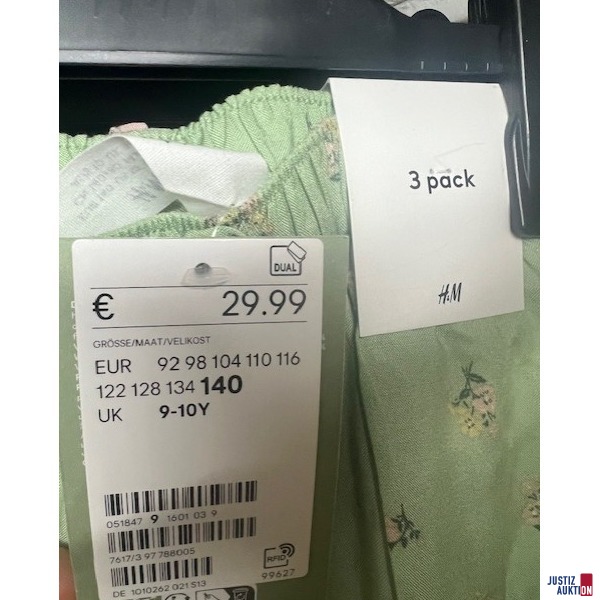 3 pack
H&M
DUAL
€ 29.99
GRÖSSE/MAAT/VELIKOST
EUR 92 98 104 110 116
122 128 134 140
UK 9-10Y
051847 9 1601 03 9
7617/3 97 788005
RFID
99627
DE 1010262 021 S13
JUSTIZ
AUKTION